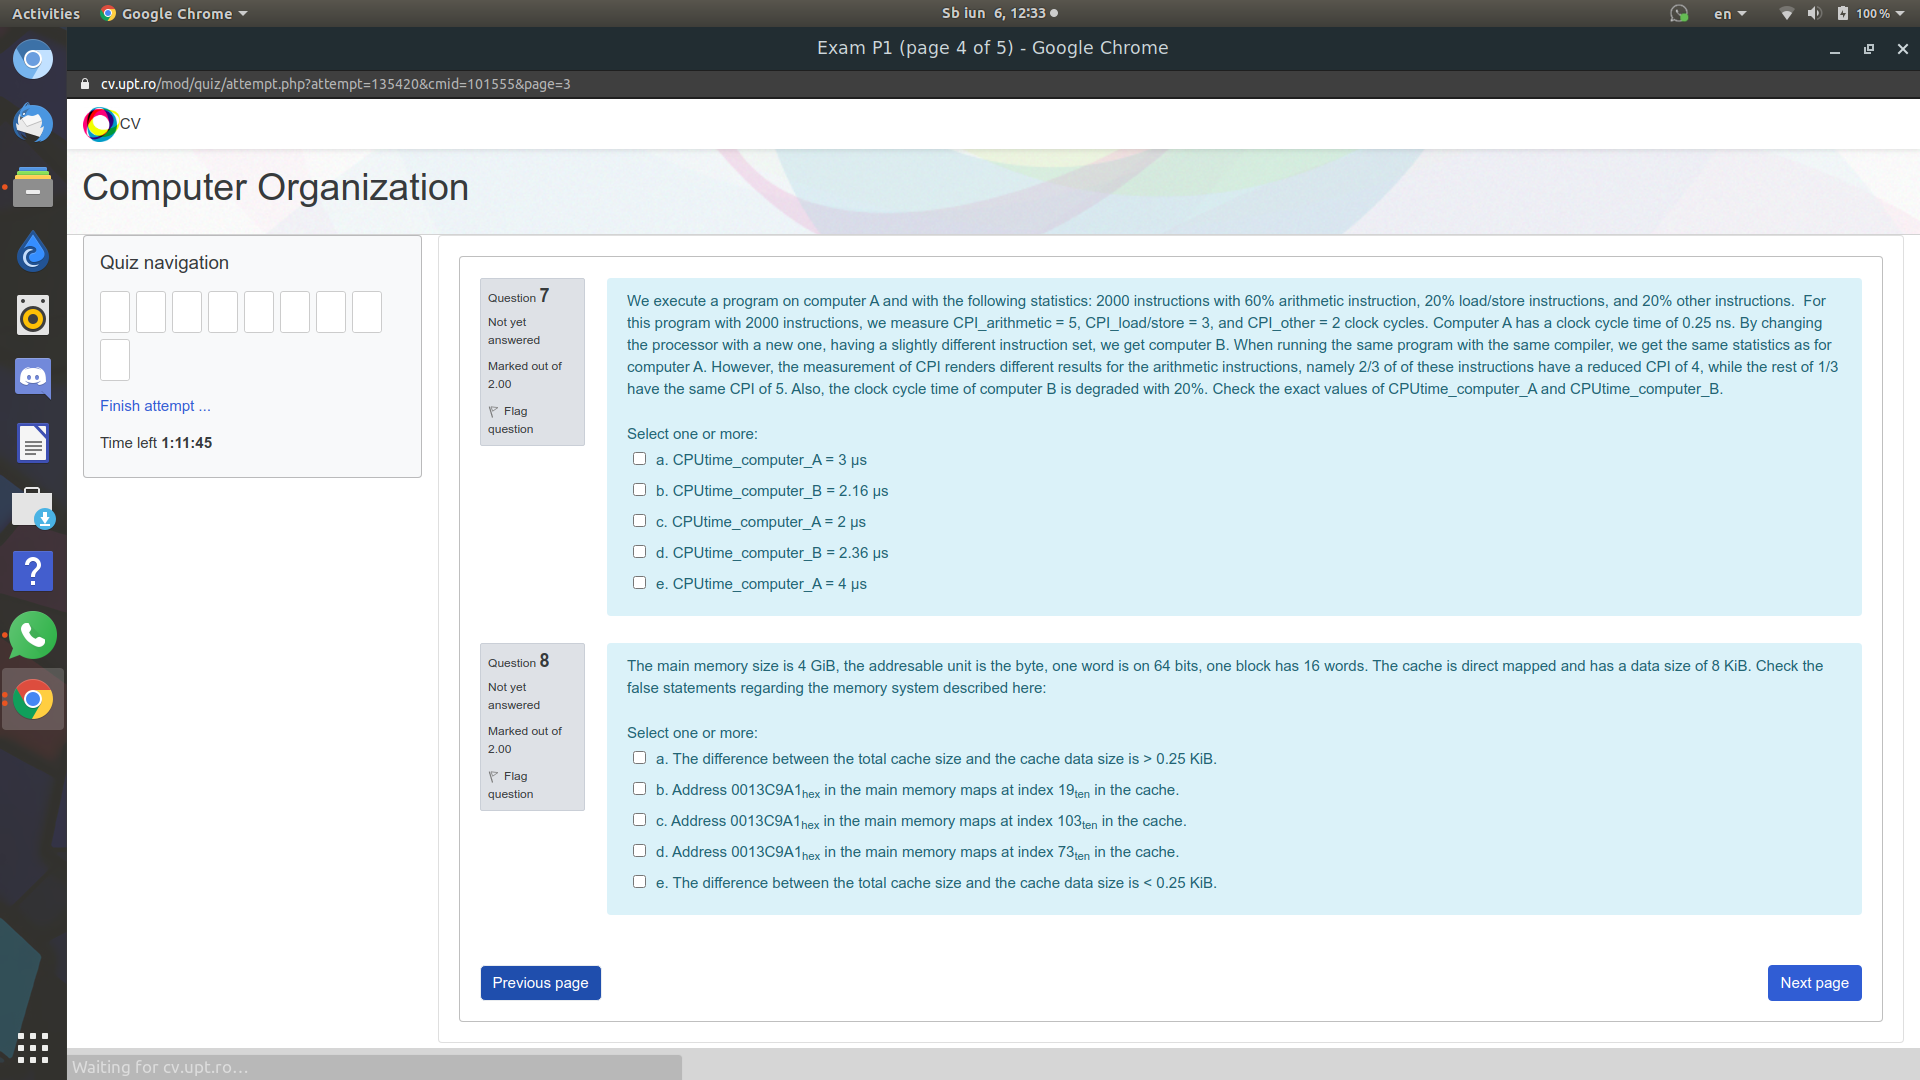 Activities
Google Chrome
Sb iun 6, 12:33
en
100 %
Exam P1 (page 4 of 5) - Google Chrome
cv.upt.ro/mod/quiz/attempt.php?attempt=135420&cmid=101555&page=3
CV
Computer Organization
Quiz navigation
Finish attempt ...
Time left 1:11:45
Question 7
Not yet
answered
Marked out of
2.00
Flag
question
We execute a program on computer A and with the following statistics: 2000 instructions with 60% arithmetic instruction, 20% load/store instructions, and 20% other instructions. For
this program with 2000 instructions, we measure CPI_arithmetic = 5, CPI_load/store = 3, and CPI_other = 2 clock cycles. Computer A has a clock cycle time of 0.25 ns. By changing
the processor with a new one, having a slightly different instruction set, we get computer B. When running the same program with the same compiler, we get the same statistics as for
computer A. However, the measurement of CPI renders different results for the arithmetic instructions, namely 2/3 of of these instructions have a reduced CPI of 4, while the rest of 1/3
have the same CPI of 5. Also, the clock cycle time of computer B is degraded with 20%. Check the exact values of CPUtime_computer_A and CPUtime_computer_B.
Select one or more:
a. CPUtime_computer_A = 3 µs
b. CPUtime_computer_B = 2.16 µs
c. CPUtime_computer_A = 2 µs
d. CPUtime_computer_B = 2.36 µs
e. CPUtime_computer_A = 4 µs
Question 8
Not yet
answered
Marked out of
2.00
Flag
question
The main memory size is 4 GiB, the addresable unit is the byte, one word is on 64 bits, one block has 16 words. The cache is direct mapped and has a data size of 8 KiB. Check the
false statements regarding the memory system described here:
Select one or more:
a. The difference between the total cache size and the cache data size is > 0.25 KiB.
b. Address 0013C9A1hex in the main memory maps at index 19ten in the cache.
c. Address 0013C9A1hex in the main memory maps at index 103ten in the cache.
d. Address 0013C9A1hex in the main memory maps at index 73ten in the cache.
e. The difference between the total cache size and the cache data size is < 0.25 KiB.
Previous page
Next page
Waiting for cv.upt.ro...